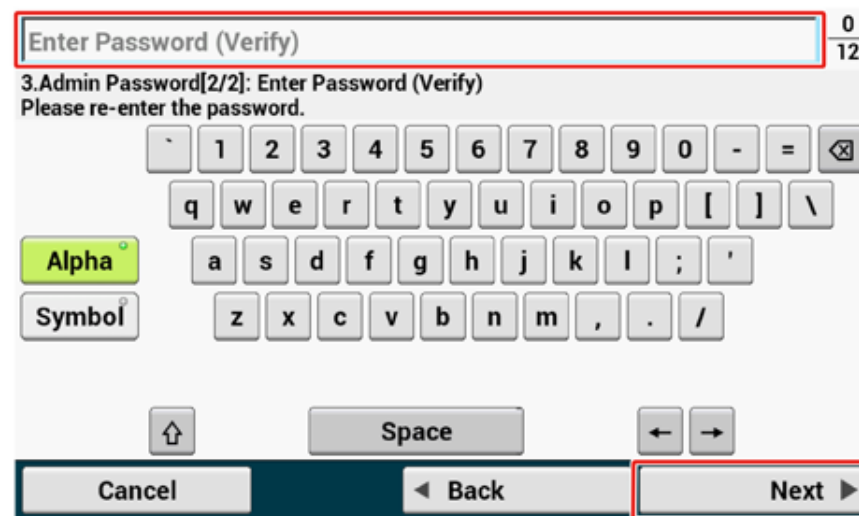 Enter Password (Verify)
0
12
3.Admin Password[2/2]: Enter Password (Verify)
Please re-enter the password.
` 1 2 3 4 5 6 7 8 9 0 - =
q w e r t y u i o p [ ] \
Alpha a s d f g h j k l ; '
Symbol z x c v b n m , . /
Space ← →
Cancel ◀ Back Next ▶